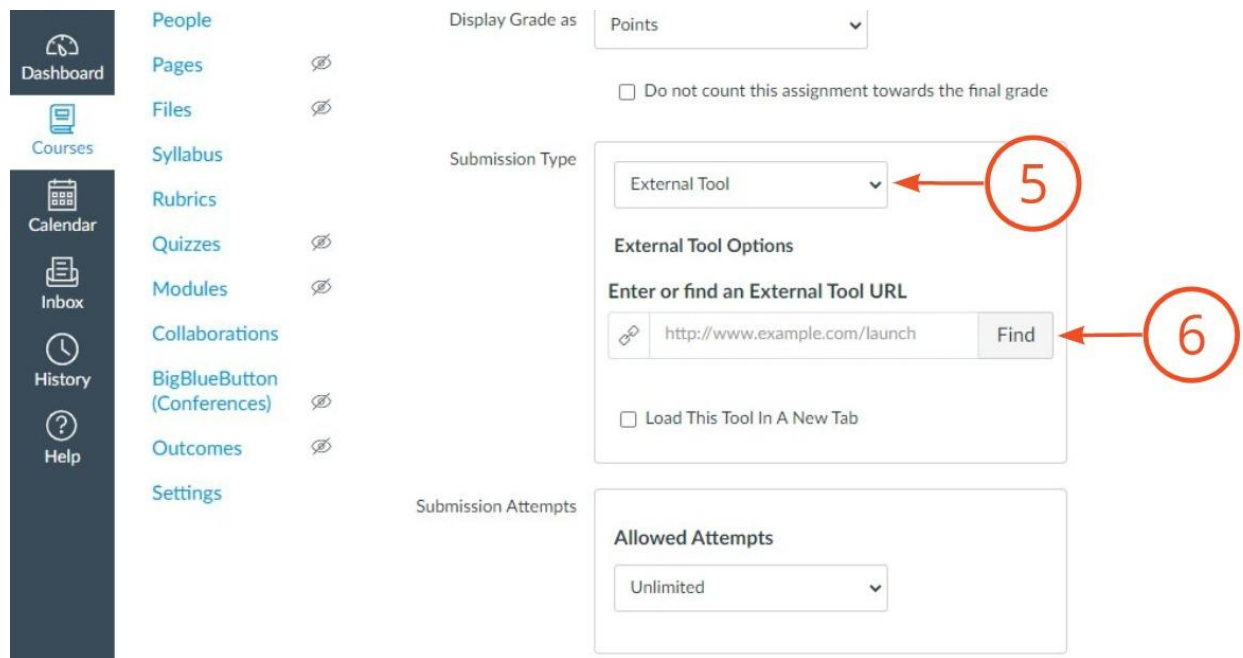 Dashboard
Courses
Calendar
Inbox
History
Help
People
Pages
Files
Syllabus
Rubrics
Quizzes
Modules
Collaborations
BigBlueButton
(Conferences)
Outcomes
Settings
Display Grade as
Points
Do not count this assignment towards the final grade
Submission Type
External Tool
5
External Tool Options
Enter or find an External Tool URL
http://www.example.com/launch
Find
6
Load This Tool In A New Tab
Submission Attempts
Allowed Attempts
Unlimited